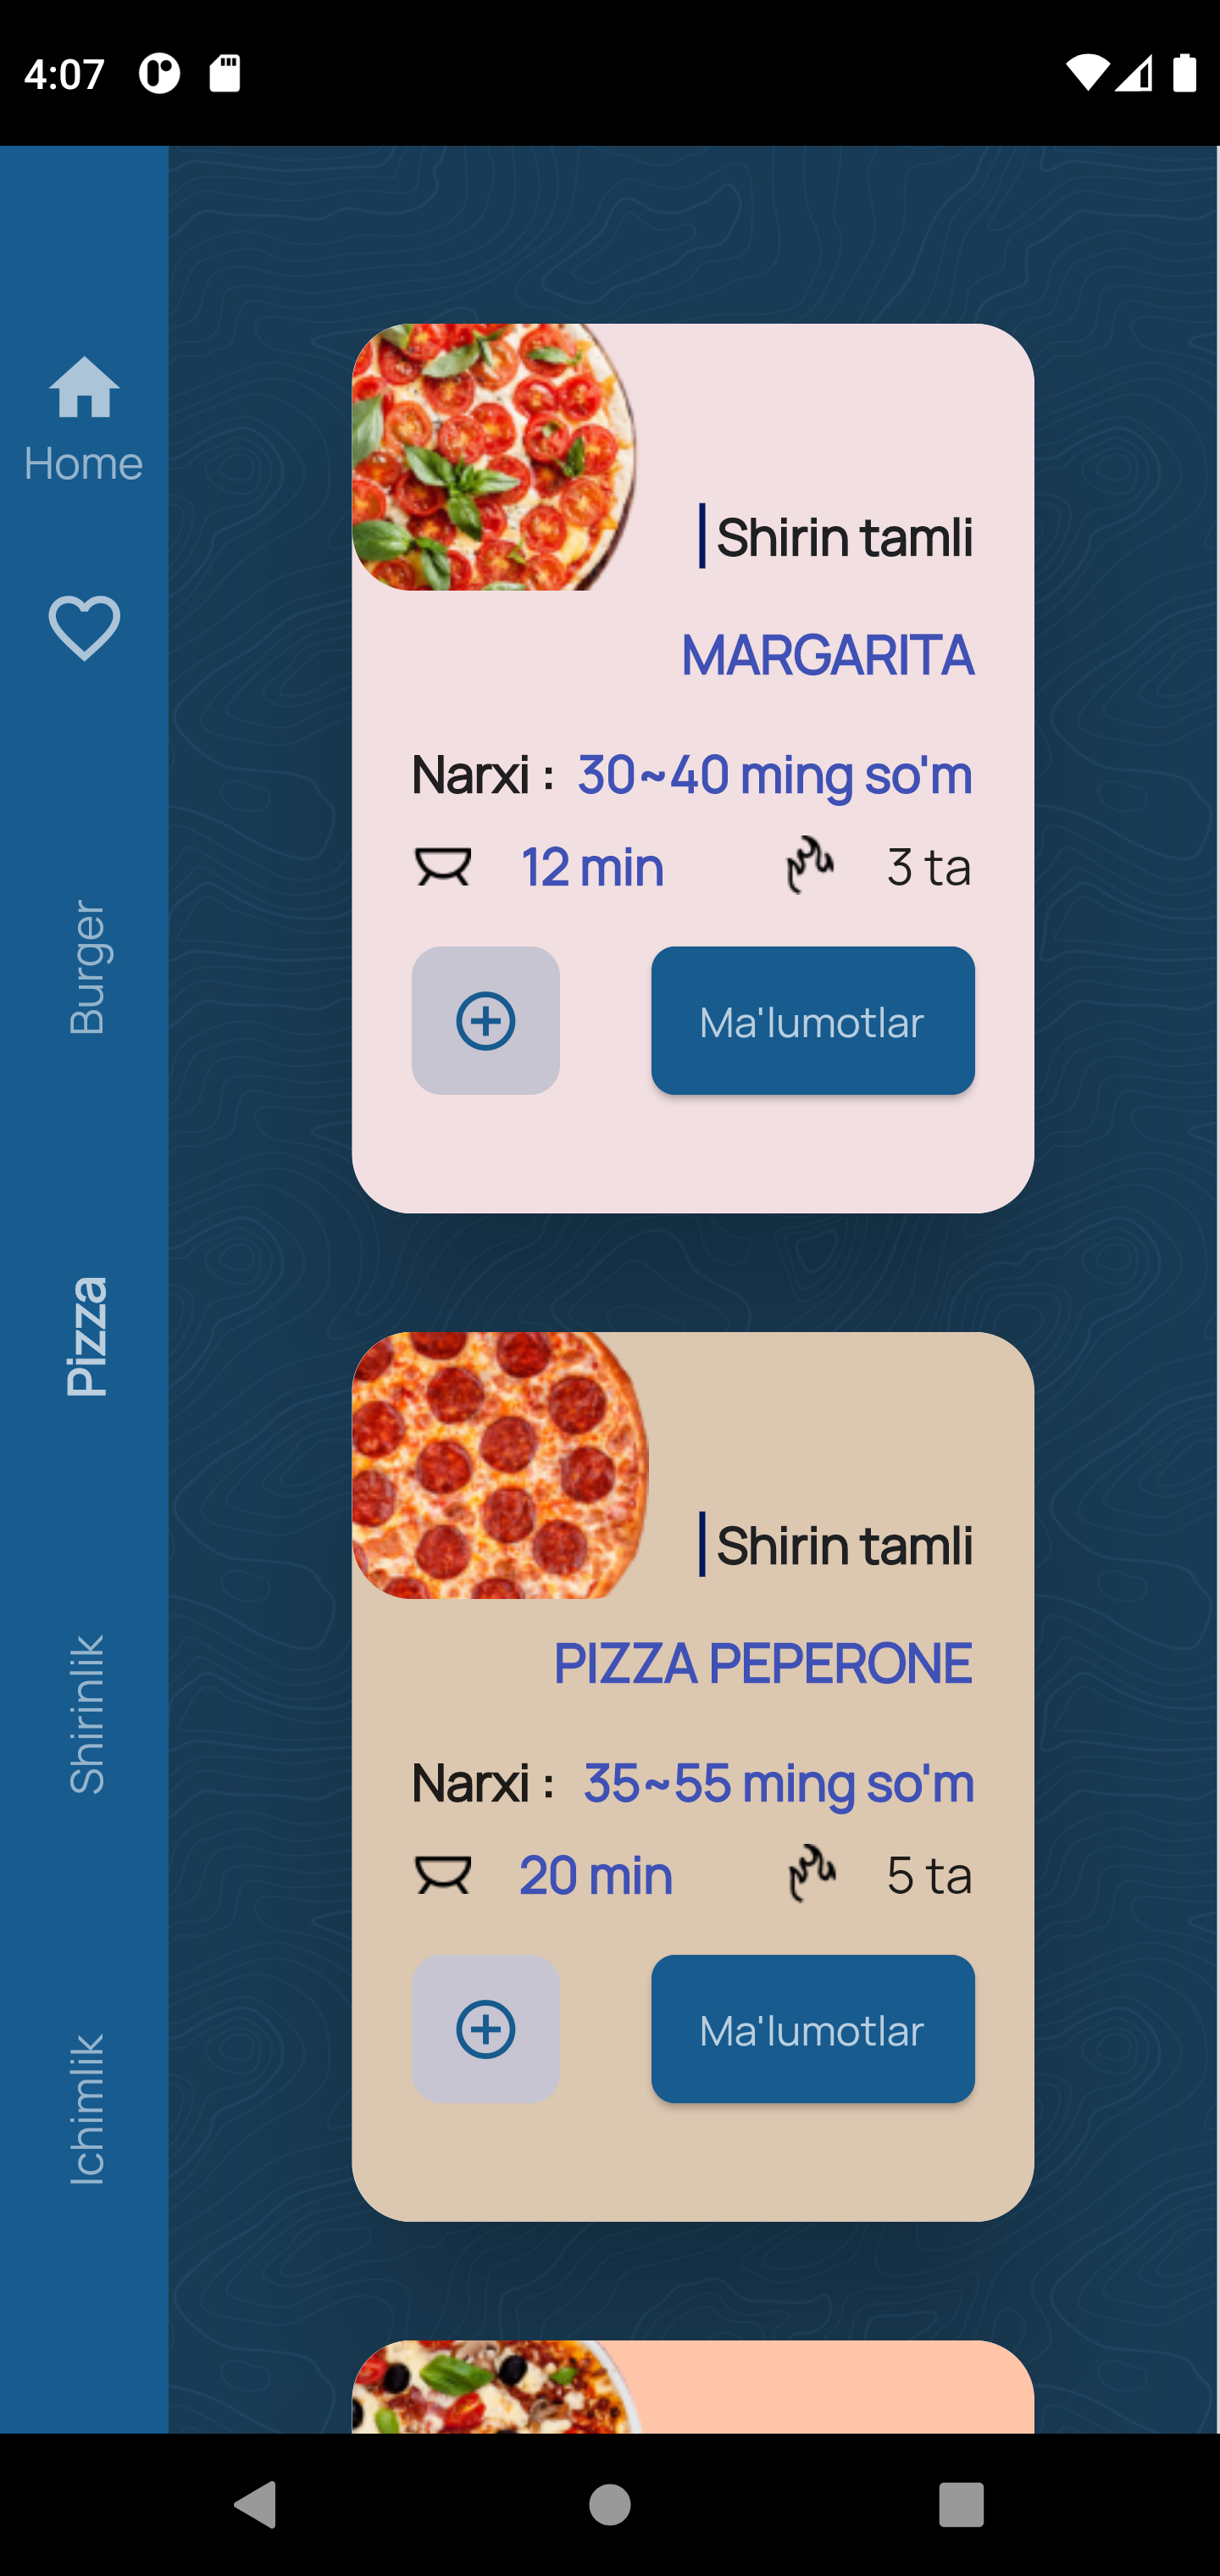 4:07
Home
Burger
Pizza
Shirinlik
Ichimlik
Shirin tamli
MARGARITA
Narxi : 30~40 ming so'm
12 min 3 ta
Ma'lumotlar
Shirin tamli
PIZZA PEPERONE
Narxi : 35~55 ming so'm
20 min 5 ta
Ma'lumotlar